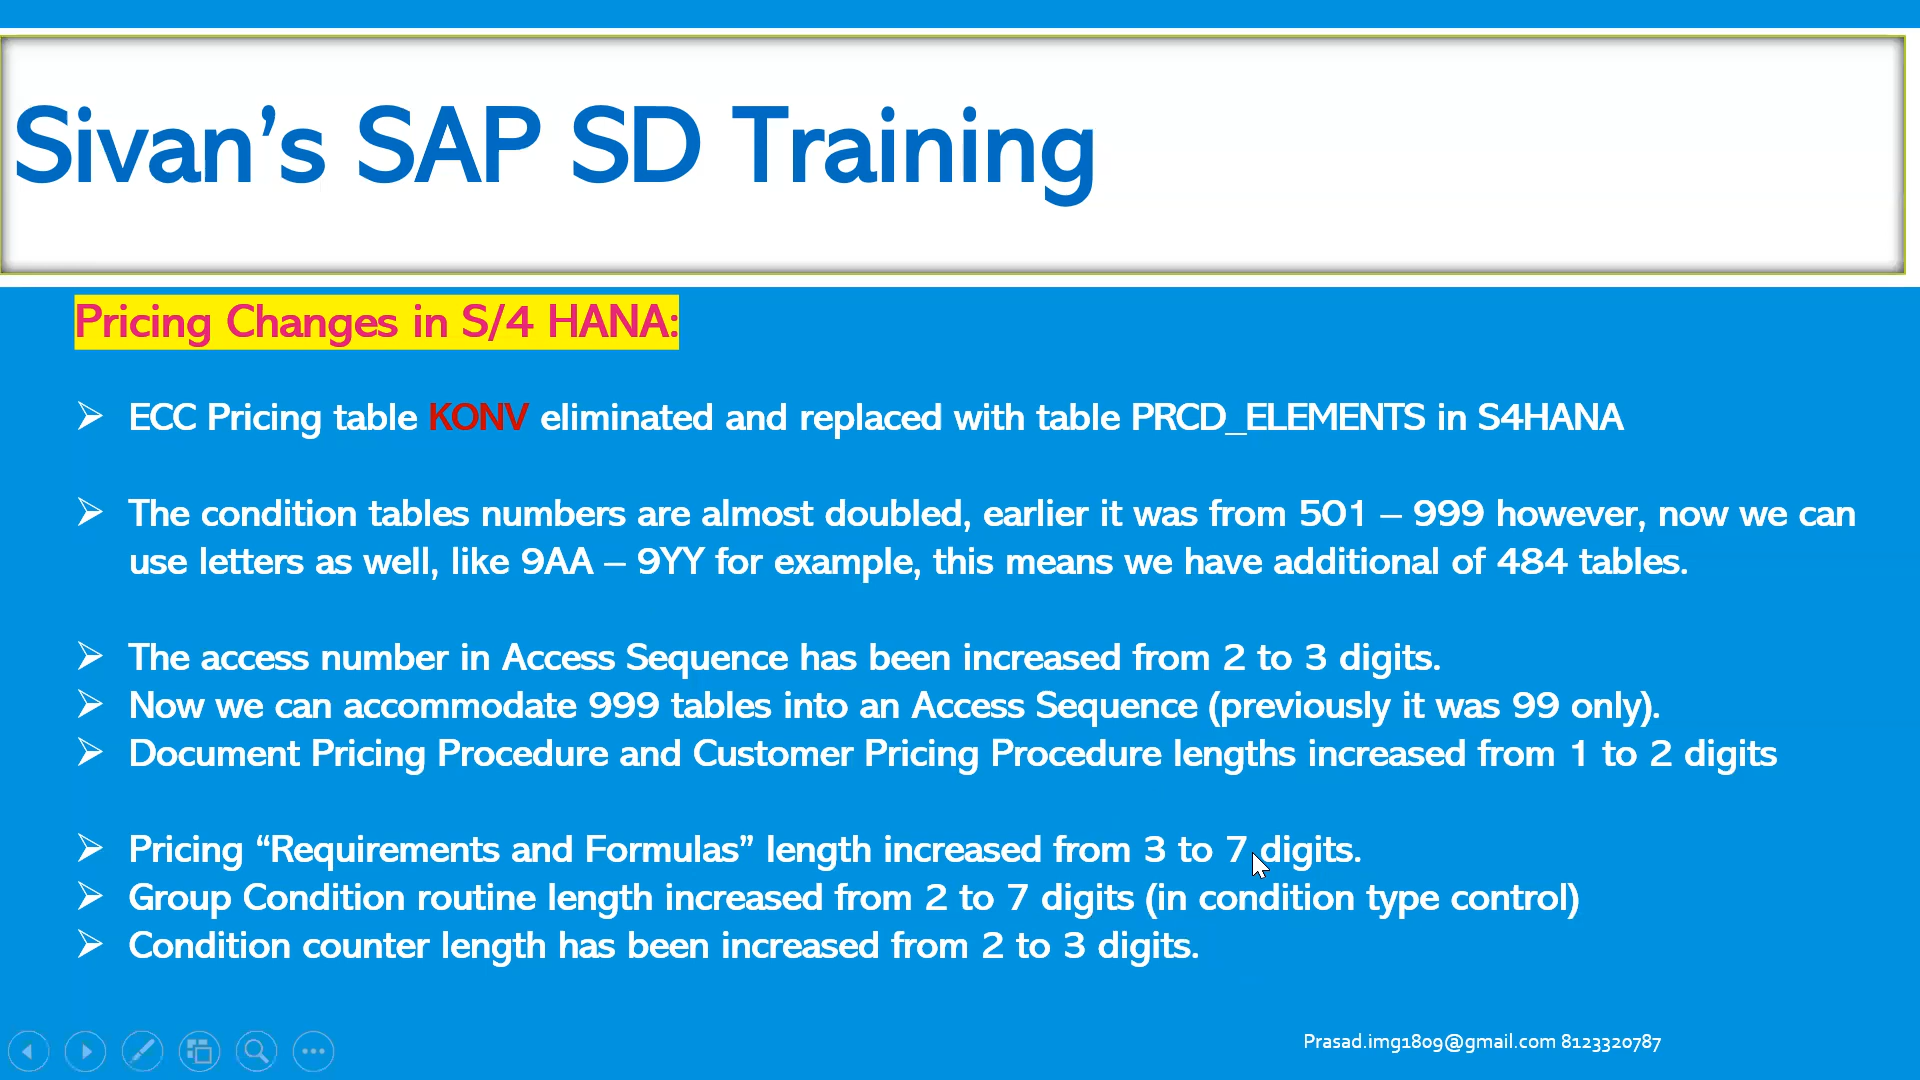 Sivan’s SAP SD Training
Pricing Changes in S/4 HANA:
➢ ECC Pricing table KONV eliminated and replaced with table PRCD_ELEMENTS in S4HANA
➢ The condition tables numbers are almost doubled, earlier it was from 501 – 999 however, now we can
use letters as well, like 9AA – 9YY for example, this means we have additional of 484 tables.
➢ The access number in Access Sequence has been increased from 2 to 3 digits.
➢ Now we can accommodate 999 tables into an Access Sequence (previously it was 99 only).
➢ Document Pricing Procedure and Customer Pricing Procedure lengths increased from 1 to 2 digits
➢ Pricing “Requirements and Formulas” length increased from 3 to 7 digits.
➢ Group Condition routine length increased from 2 to 7 digits (in condition type control)
➢ Condition counter length has been increased from 2 to 3 digits.
Prasad.img1809@gmail.com 8123320787